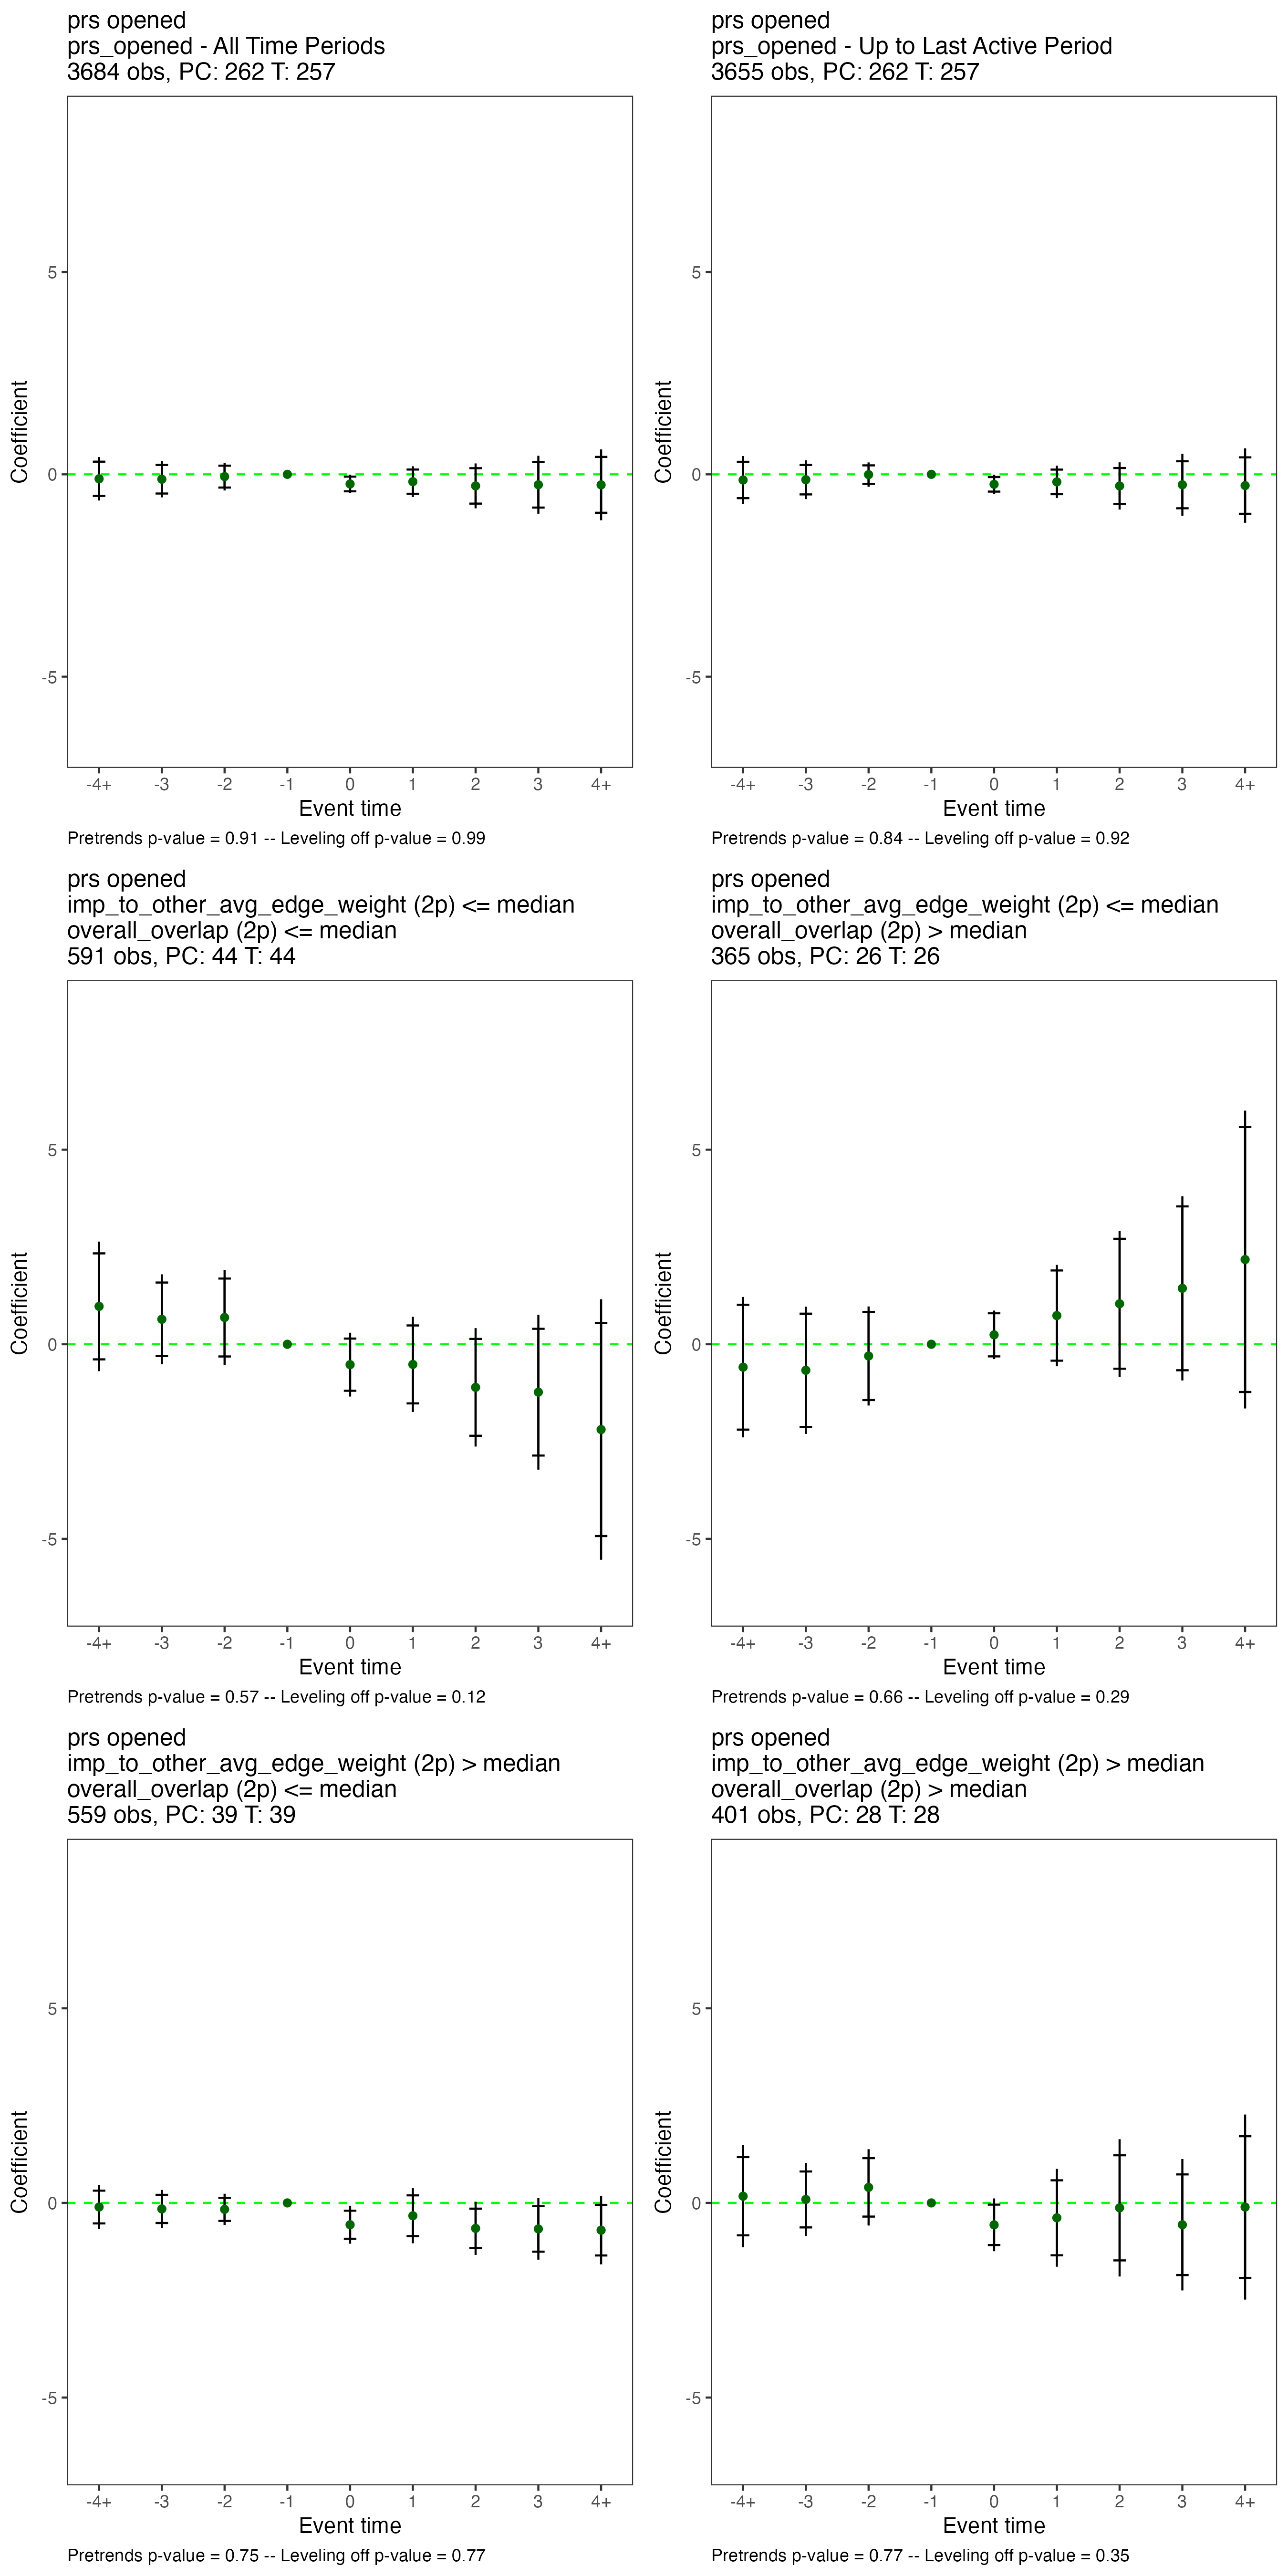 prs opened
prs_opened - All Time Periods
3684 obs, PC: 262 T: 257
5
0
-5
Coefficient
-4+ -3 -2 -1 0 1 2 3 4+
Event time
Pretrends p-value = 0.91 -- Leveling off p-value = 0.99
prs opened
prs_opened - Up to Last Active Period
3655 obs, PC: 262 T: 257
5
0
-5
Coefficient
-4+ -3 -2 -1 0 1 2 3 4+
Event time
Pretrends p-value = 0.84 -- Leveling off p-value = 0.92
prs opened
imp_to_other_avg_edge_weight (2p) <= median
overall_overlap (2p) <= median
591 obs, PC: 44 T: 44
5
0
-5
Coefficient
-4+ -3 -2 -1 0 1 2 3 4+
Event time
Pretrends p-value = 0.57 -- Leveling off p-value = 0.12
prs opened
imp_to_other_avg_edge_weight (2p) <= median
overall_overlap (2p) > median
365 obs, PC: 26 T: 26
5
0
-5
Coefficient
-4+ -3 -2 -1 0 1 2 3 4+
Event time
Pretrends p-value = 0.66 -- Leveling off p-value = 0.29
prs opened
imp_to_other_avg_edge_weight (2p) > median
overall_overlap (2p) <= median
559 obs, PC: 39 T: 39
5
0
-5
Coefficient
-4+ -3 -2 -1 0 1 2 3 4+
Event time
Pretrends p-value = 0.75 -- Leveling off p-value = 0.77
prs opened
imp_to_other_avg_edge_weight (2p) > median
overall_overlap (2p) > median
401 obs, PC: 28 T: 28
5
0
-5
Coefficient
-4+ -3 -2 -1 0 1 2 3 4+
Event time
Pretrends p-value = 0.77 -- Leveling off p-value = 0.35